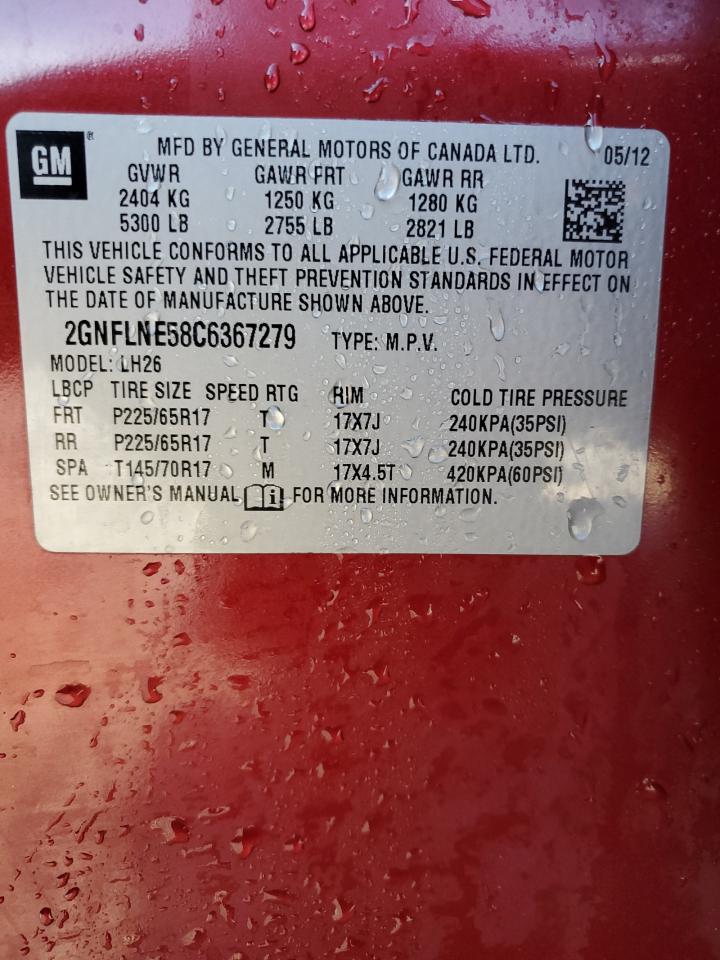 GM® MFD BY GENERAL MOTORS OF CANADA LTD. 05/12
GVWR GAWR FRT GAWR RR
2404 KG 1250 KG 1280 KG
5300 LB 2755 LB 2821 LB
THIS VEHICLE CONFORMS TO ALL APPLICABLE U.S. FEDERAL MOTOR
VEHICLE SAFETY AND THEFT PREVENTION STANDARDS IN EFFECT ON
THE DATE OF MANUFACTURE SHOWN ABOVE.
2GNFLNE58C6367279 TYPE: M.P.V.
MODEL: LH26
LBCP TIRE SIZE SPEED RTG RIM COLD TIRE PRESSURE
FRT P225/65R17 T 17X7J 240KPA(35PSI)
RR P225/65R17 T 17X7J 240KPA(35PSI)
SPA T145/70R17 M 17X4.5T 420KPA(60PSI)
SEE OWNER'S MANUAL i FOR MORE INFORMATION.